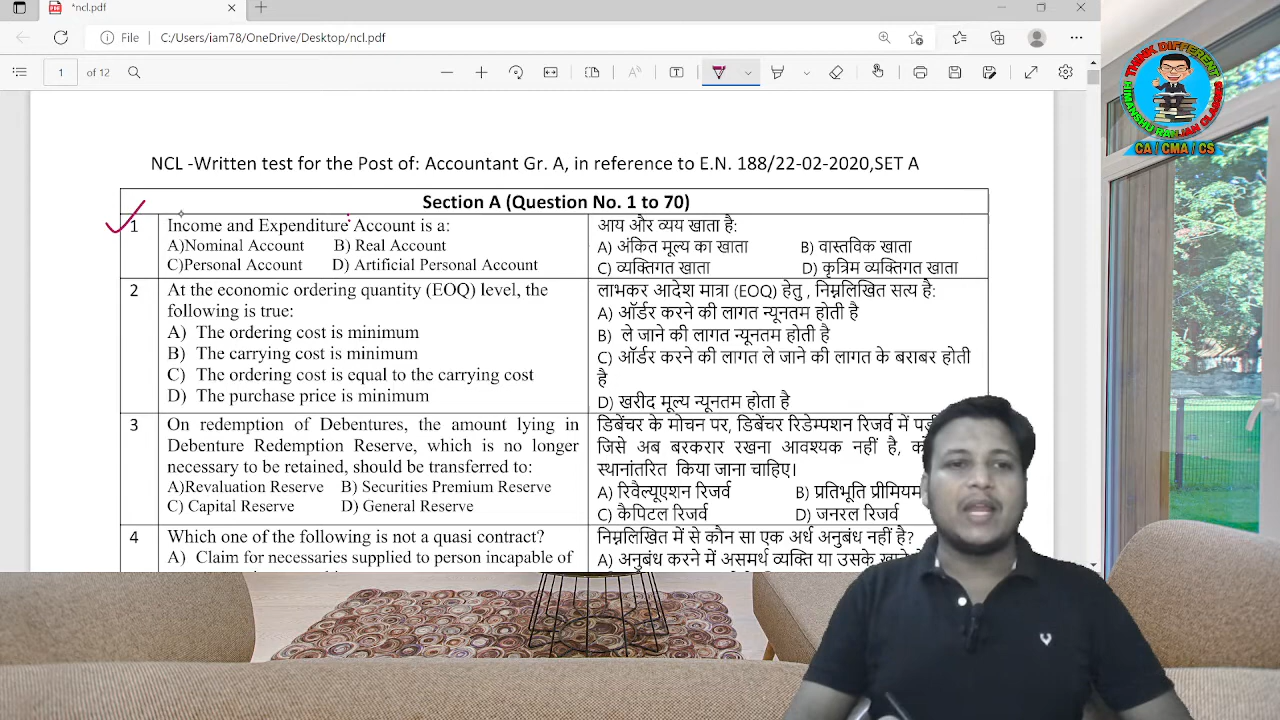 *ncl.pdf
File
C:/Users/iam78/OneDrive/Desktop/ncl.pdf
1 of 12
THINK DIFFERENT
CA / CMA / CS
NCL -Written test for the Post of: Accountant Gr. A, in reference to E.N. 188/22-02-2020,SET A
Section A (Question No. 1 to 70)
1 Income and Expenditure Account is a:
A)Nominal Account B) Real Account
C)Personal Account D) Artificial Personal Account
आय और व्यय खाता है:
A) अंकित मूल्य का खाता B) वास्तविक खाता
C) व्यक्तिगत खाता D) कृत्रिम व्यक्तिगत खाता
2 At the economic ordering quantity (EOQ) level, the
following is true:
A) The ordering cost is minimum
B) The carrying cost is minimum
C) The ordering cost is equal to the carrying cost
D) The purchase price is minimum
लाभकर आदेश मात्रा (EOQ) हेतु , निम्नलिखित सत्य है:
A) ऑर्डर करने की लागत न्यूनतम होती है
B) ले जाने की लागत न्यूनतम होती है
C) ऑर्डर करने की लागत ले जाने की लागत के बराबर होती
है
D) खरीद मूल्य न्यूनतम होता है
3 On redemption of Debentures, the amount lying in
Debenture Redemption Reserve, which is no longer
necessary to be retained, should be transferred to:
A)Revaluation Reserve B) Securities Premium Reserve
C) Capital Reserve D) General Reserve
डिबेंचर के मोचन पर, डिबेंचर रिडेम्पशन रिजर्व में
जिसे अब बरकरार रखना आवश्यक नहीं है,
स्थानांतरित किया जाना चाहिए।
A) रिवैल्यूएशन रिजर्व B) प्रतिभूति प्रीमियम
C) कैपिटल रिजर्व D) जनरल रिजर्व
4 Which one of the following is not a quasi contract?
A) Claim for necessaries supplied to person incapable of
निम्नलिखित में से कौन सा एक अर्ध अनुबंध नहीं है?
A) अनुबंध करने में असमर्थ व्यक्ति या उसके